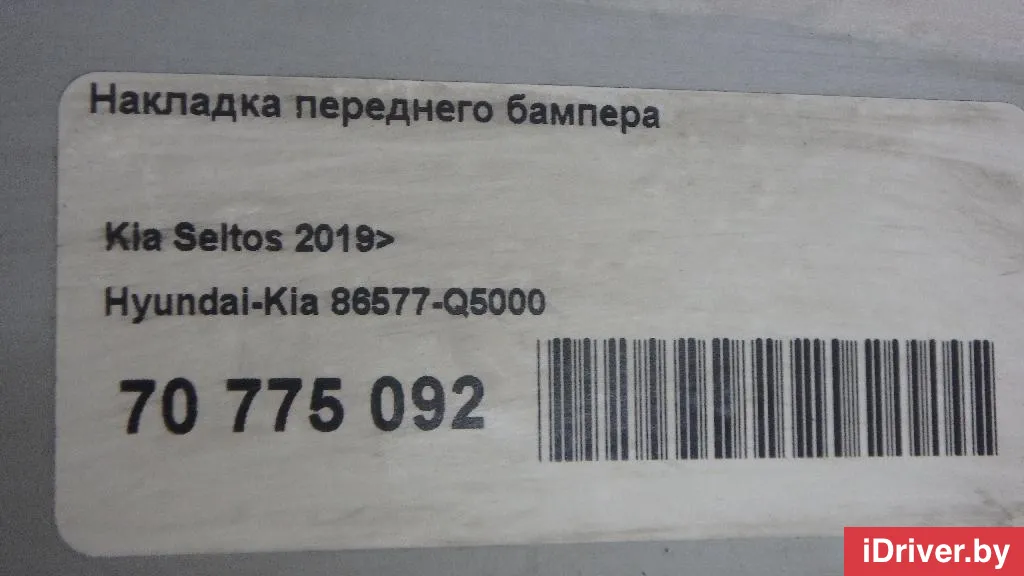 Накладка переднего бампера
Kia Seltos 2019>
Hyundai-Kia 86577-Q5000
70 775 092
iDriver.by